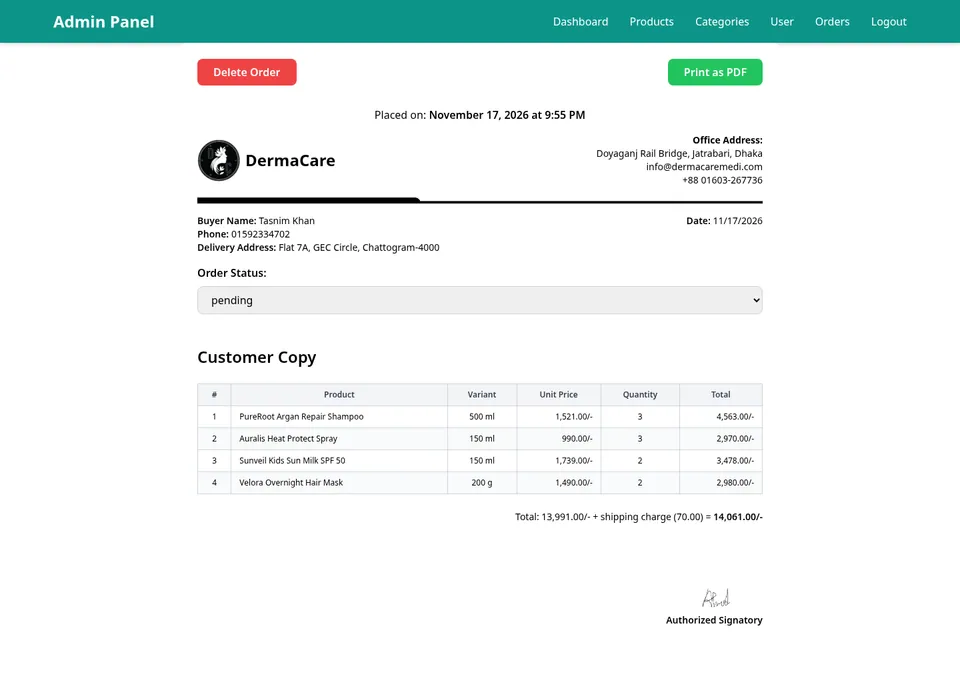 Admin Panel
Dashboard Products Categories User Orders Logout
Delete Order
Print as PDF
Placed on: November 17, 2026 at 9:55 PM
DermaCare
Office Address:
Doyaganj Rail Bridge, Jatrabari, Dhaka
info@dermacaremedi.com
+88 01603-267736
Buyer Name: Tasnim Khan
Phone: 01592334702
Delivery Address: Flat 7A, GEC Circle, Chattogram-4000
Date: 11/17/2026
Order Status:
pending
Customer Copy
# Product Variant Unit Price Quantity Total
1 PureRoot Argan Repair Shampoo 500 ml 1,521.00/- 3 4,563.00/-
2 Auralis Heat Protect Spray 150 ml 990.00/- 3 2,970.00/-
3 Sunveil Kids Sun Milk SPF 50 150 ml 1,739.00/- 2 3,478.00/-
4 Velora Overnight Hair Mask 200 g 1,490.00/- 2 2,980.00/-
Total: 13,991.00/- + shipping charge (70.00) = 14,061.00/-
Authorized Signatory